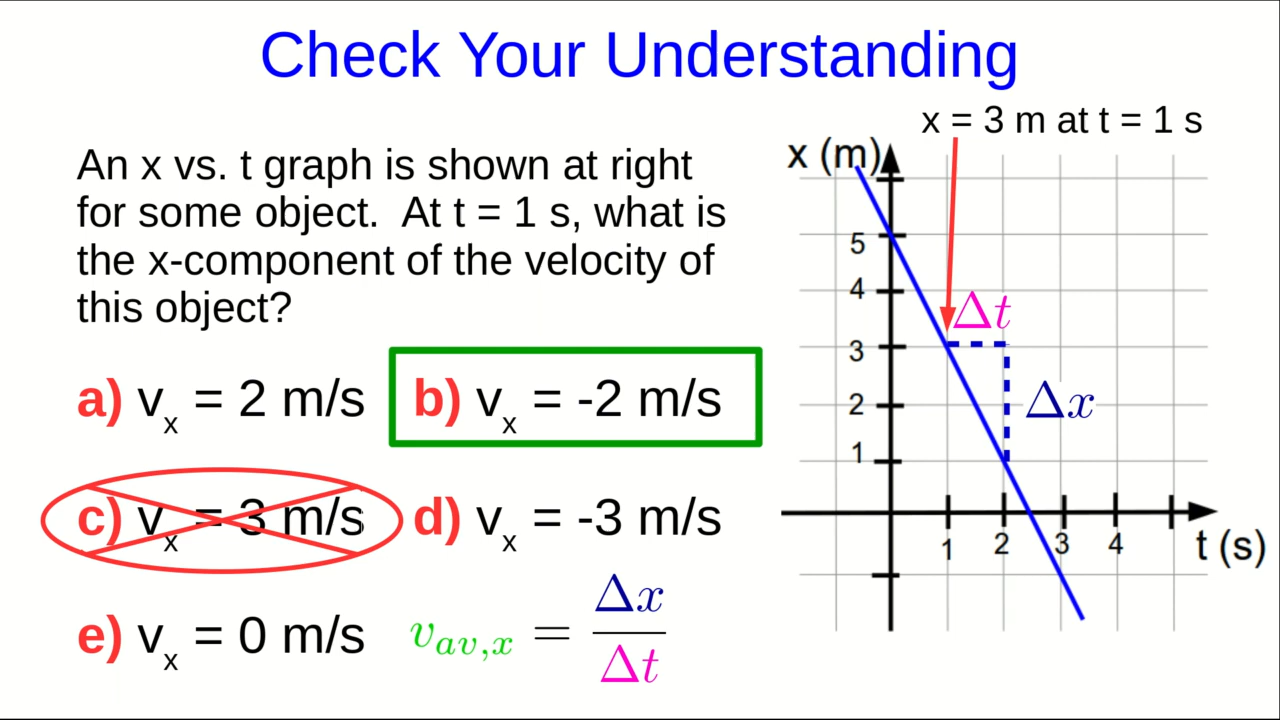 Check Your Understanding
x = 3 m at t = 1 s
An x vs. t graph is shown at right
for some object.  At t = 1 s, what is
the x-component of the velocity of
this object?
a) vₓ = 2 m/s
b) vₓ = -2 m/s
c) vₓ = 3 m/s
d) vₓ = -3 m/s
e) vₓ = 0 m/s
v_{av,x} = Δx / Δt
x (m)
5
4
3
2
1
Δt
Δx
1 2 3 4
t (s)